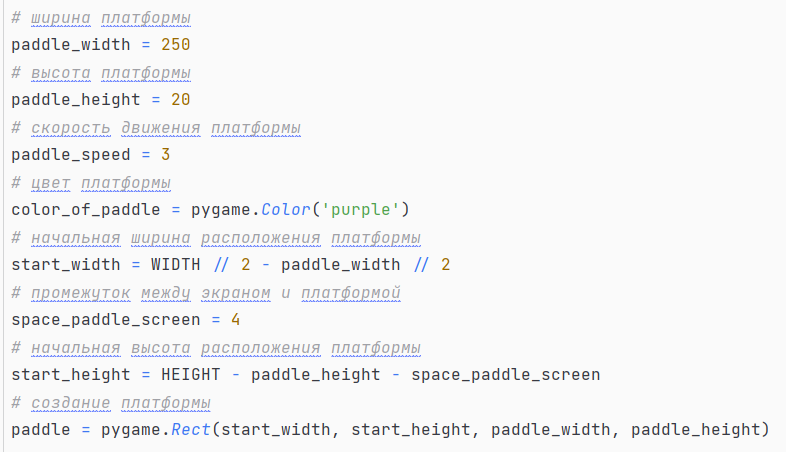 # ширина платформы
paddle_width = 250
# высота платформы
paddle_height = 20
# скорость движения платформы
paddle_speed = 3
# цвет платформы
color_of_paddle = pygame.Color('purple')
# начальная ширина расположения платформы
start_width = WIDTH // 2 - paddle_width // 2
# промежуток между экраном и платформой
space_paddle_screen = 4
# начальная высота расположения платформы
start_height = HEIGHT - paddle_height - space_paddle_screen
# создание платформы
paddle = pygame.Rect(start_width, start_height, paddle_width, paddle_height)